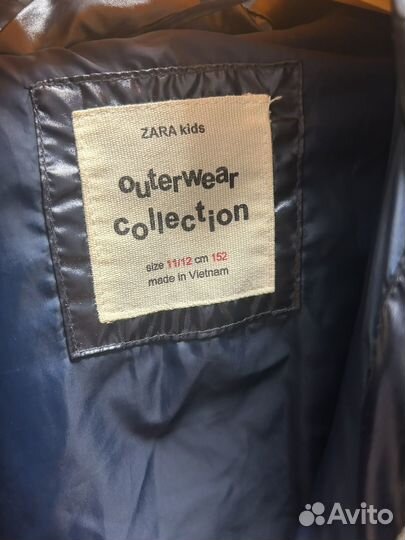 ZARA kids
outerwear
collection
size 11/12 cm 152
made in Vietnam
Avito